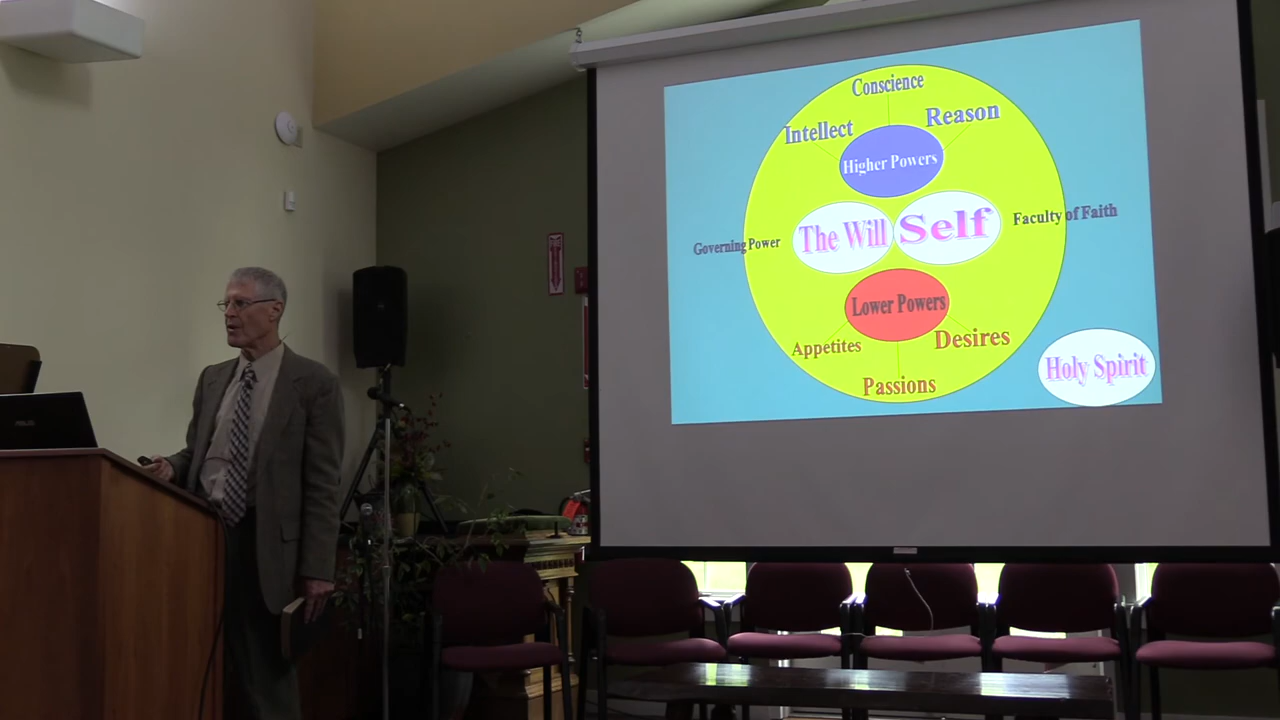 Conscience
Intellect
Reason
Higher Powers
The Will
Self
Faculty of Faith
Governing Power
Lower Powers
Appetites
Desires
Passions
Holy Spirit